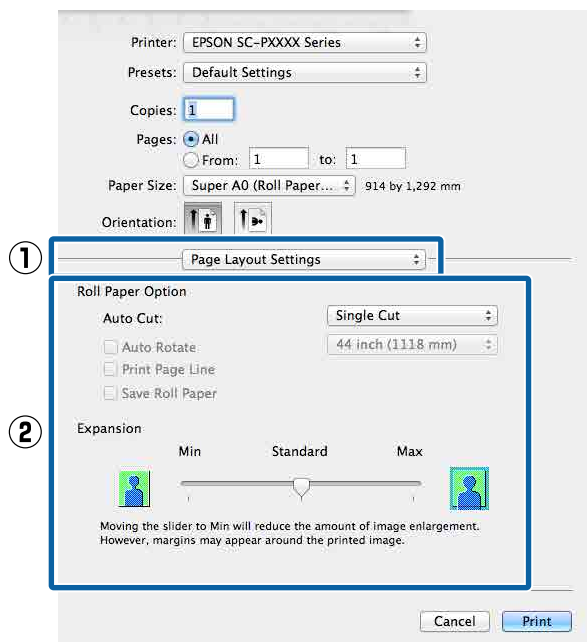 Printer: EPSON SC-PXXXX Series
Presets: Default Settings
Copies: 1
Pages: All
From: 1 to: 1
Paper Size: Super A0 (Roll Paper... 914 by 1,292 mm
Orientation:
① Page Layout Settings
Roll Paper Option
Auto Cut: Single Cut
Auto Rotate 44 inch (1118 mm)
Print Page Line
Save Roll Paper
②
Expansion
Min Standard Max
Moving the slider to Min will reduce the amount of image enlargement.
However, margins may appear around the printed image.
Cancel Print